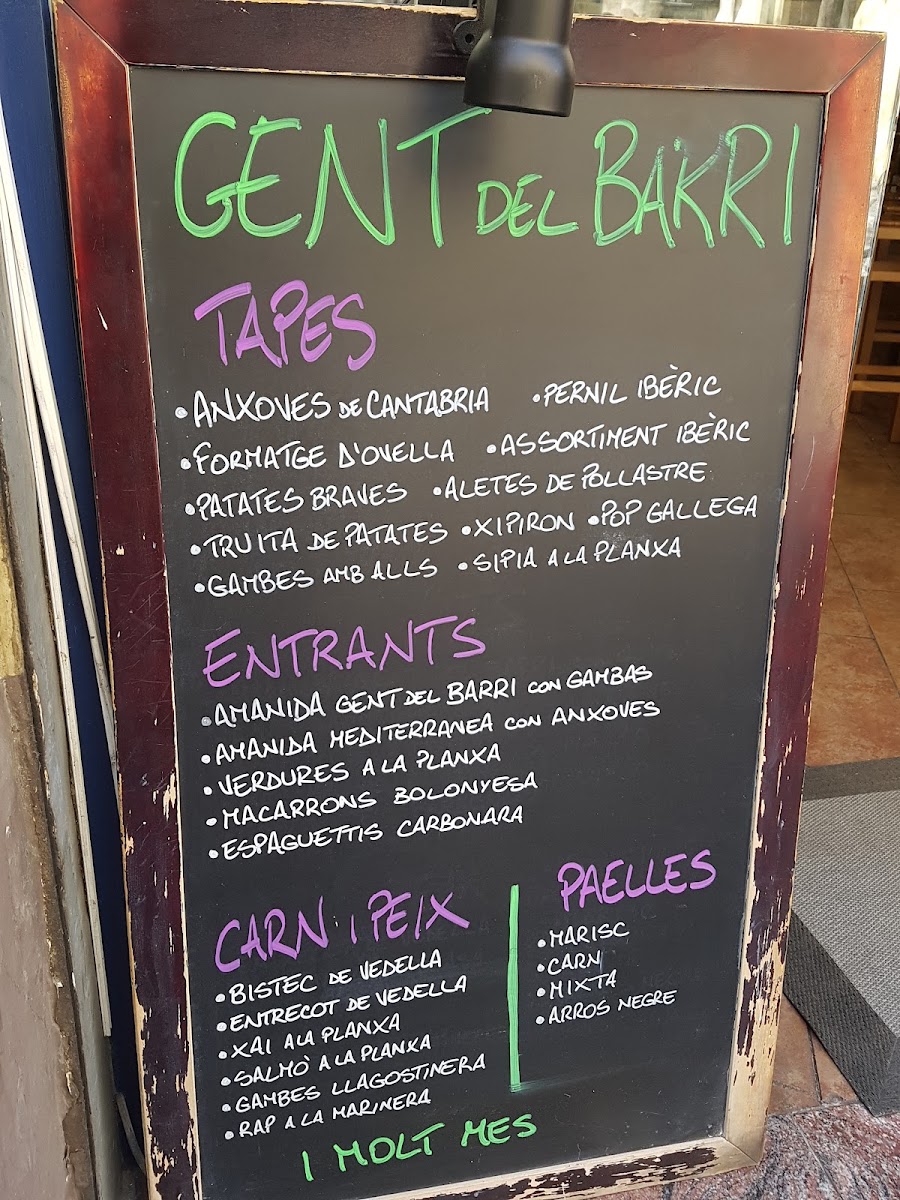 GENT DEL BARRI
TAPES
•ANXOVES DE CANTABRIA •PERNIL IBÈRIC
•FORMATGE D'OVELLA •ASSORTIMENT IBÈRIC
•PATATES BRAVES •ALETES DE POLLASTRE
•TRUITA DE PATATES •XIPIRON •POP GALLEGA
•GAMBES AMB ALLS •SIPIA A LA PLANXA
ENTRANTS
•AMANIDA GENT DEL BARRI CON GAMBAS
•AMANIDA MEDITERRANEA CON ANXOVES
•VERDURES A LA PLANXA
•MACARRONS BOLONYESA
•ESPAGUETTIS CARBONARA
CARN I PEIX
•BISTEC DE VEDELLA
•ENTRECOT DE VEDELLA
•XAI A LA PLANXA
•SALMÒ A LA PLANXA
•GAMBES LLAGOSTINERA
•RAP A LA MARINERA
PAELLES
•MARISC
•CARN
•MIXTA
•ARROS NEGRE
I MOLT MES